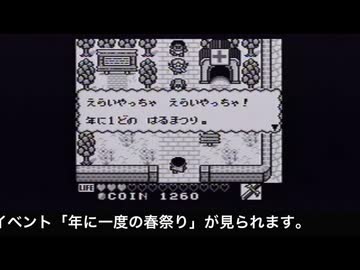 えらいやっちゃ えらいやっちゃ！
年に1どの はるまつり。
LIFE
COIN 1260
イベント「年に一度の春祭り」が見られます。